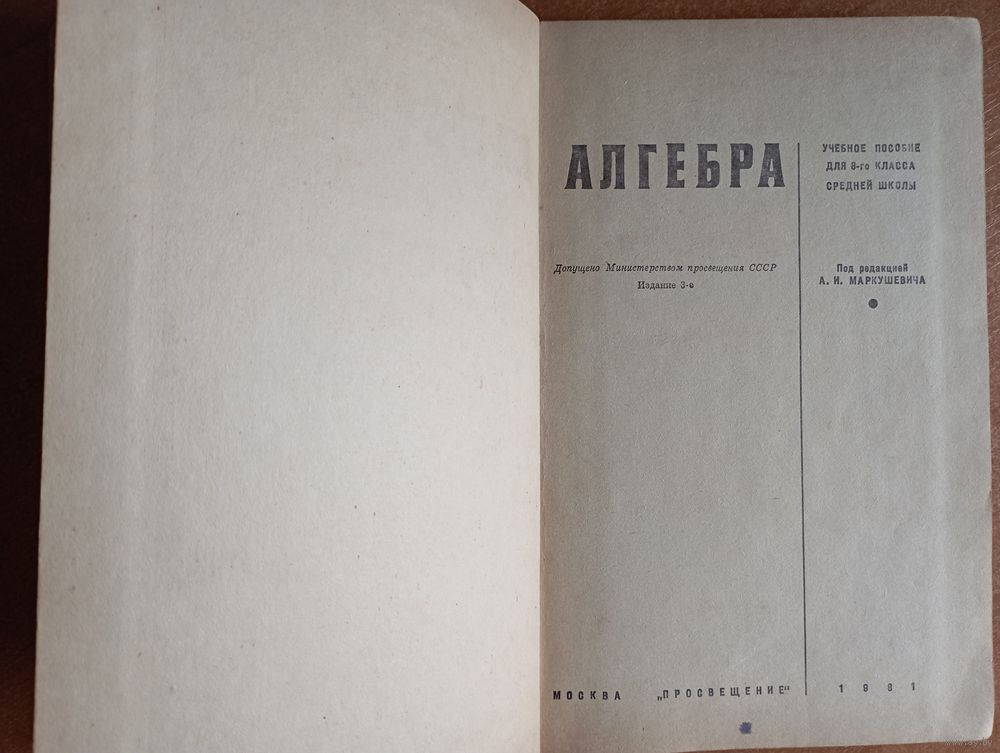 АЛГЕБРА
УЧЕБНОЕ ПОСОБИЕ
ДЛЯ 8-го КЛАССА
СРЕДНЕЙ ШКОЛЫ
Допущено Министерством просвещения СССР
Издание 3-е
Под редакцией
А. И. МАРКУШЕВИЧА
МОСКВА „ПРОСВЕЩЕНИЕ“ 1981